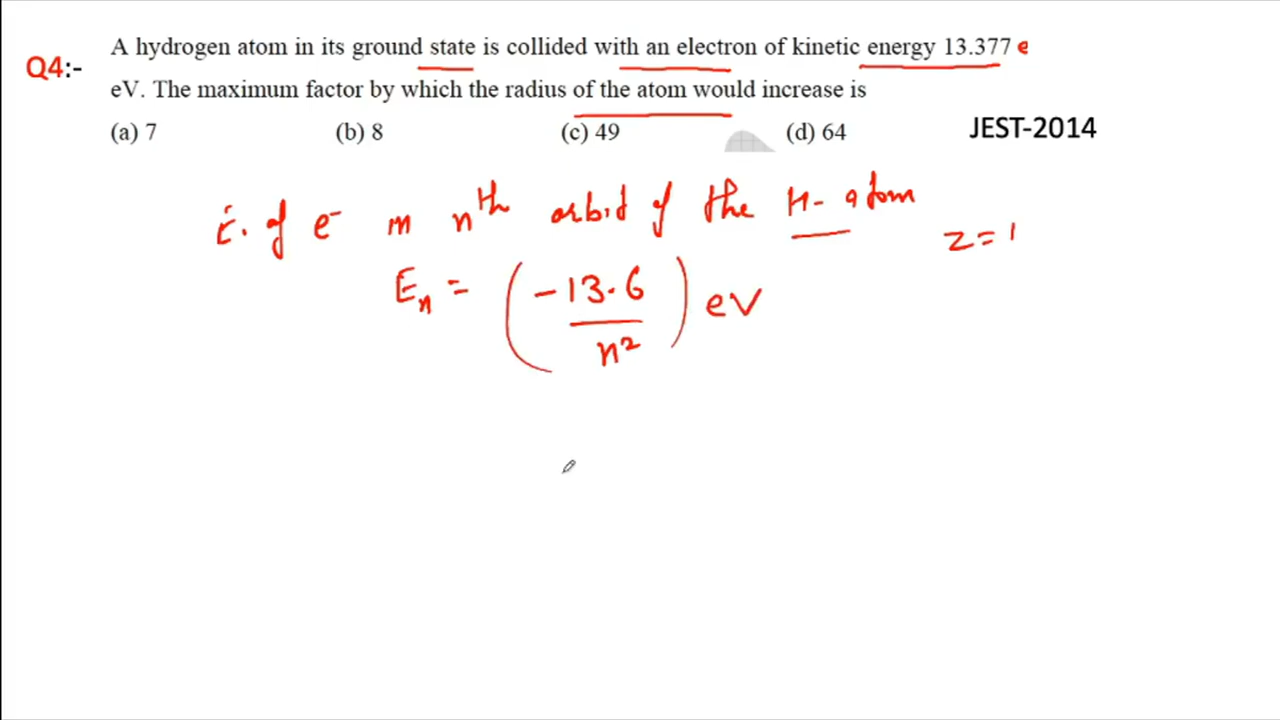 Q4:- A hydrogen atom in its ground state is collided with an electron of kinetic energy 13.377 e
eV. The maximum factor by which the radius of the atom would increase is
(a) 7 (b) 8 (c) 49 (d) 64 JEST-2014
E. of e⁻ in nth orbid of the H- atom
z=1
Eₙ = (-13.6/n²) eV